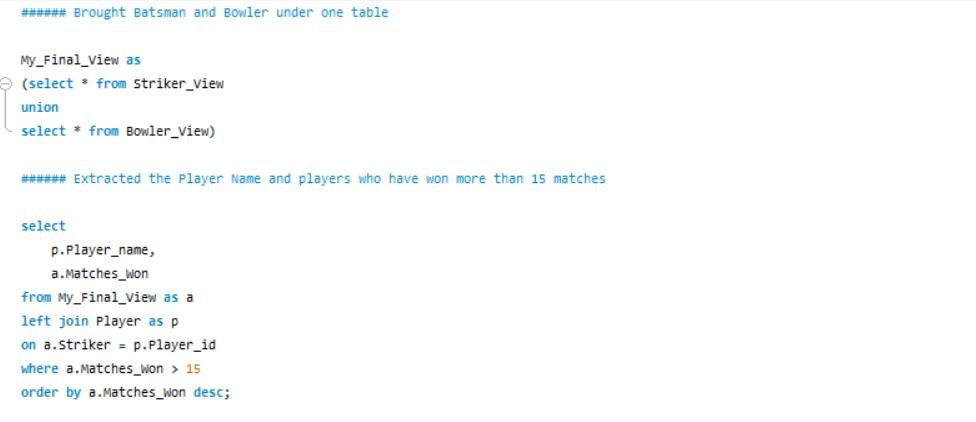 ###### Brought Batsman and Bowler under one table
My_Final_View as
(select * from Striker_View
union
select * from Bowler_View)
###### Extracted the Player Name and players who have won more than 15 matches
select
p.Player_name,
a.Matches_Won
from My_Final_View as a
left join Player as p
on a.Striker = p.Player_id
where a.Matches_Won > 15
order by a.Matches_Won desc;